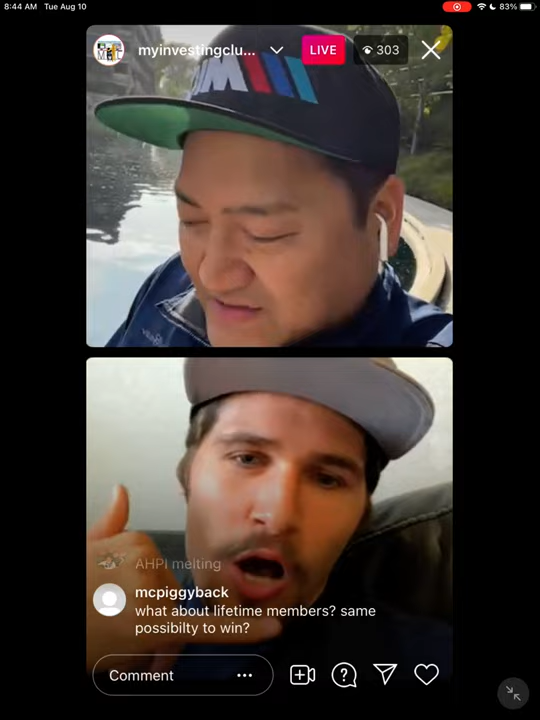 8:44 AM Tue Aug 10
83%
myinvestingclu...
LIVE
303
AHPI melting
mcpiggyback
what about lifetime members? same
possibilty to win?
Comment